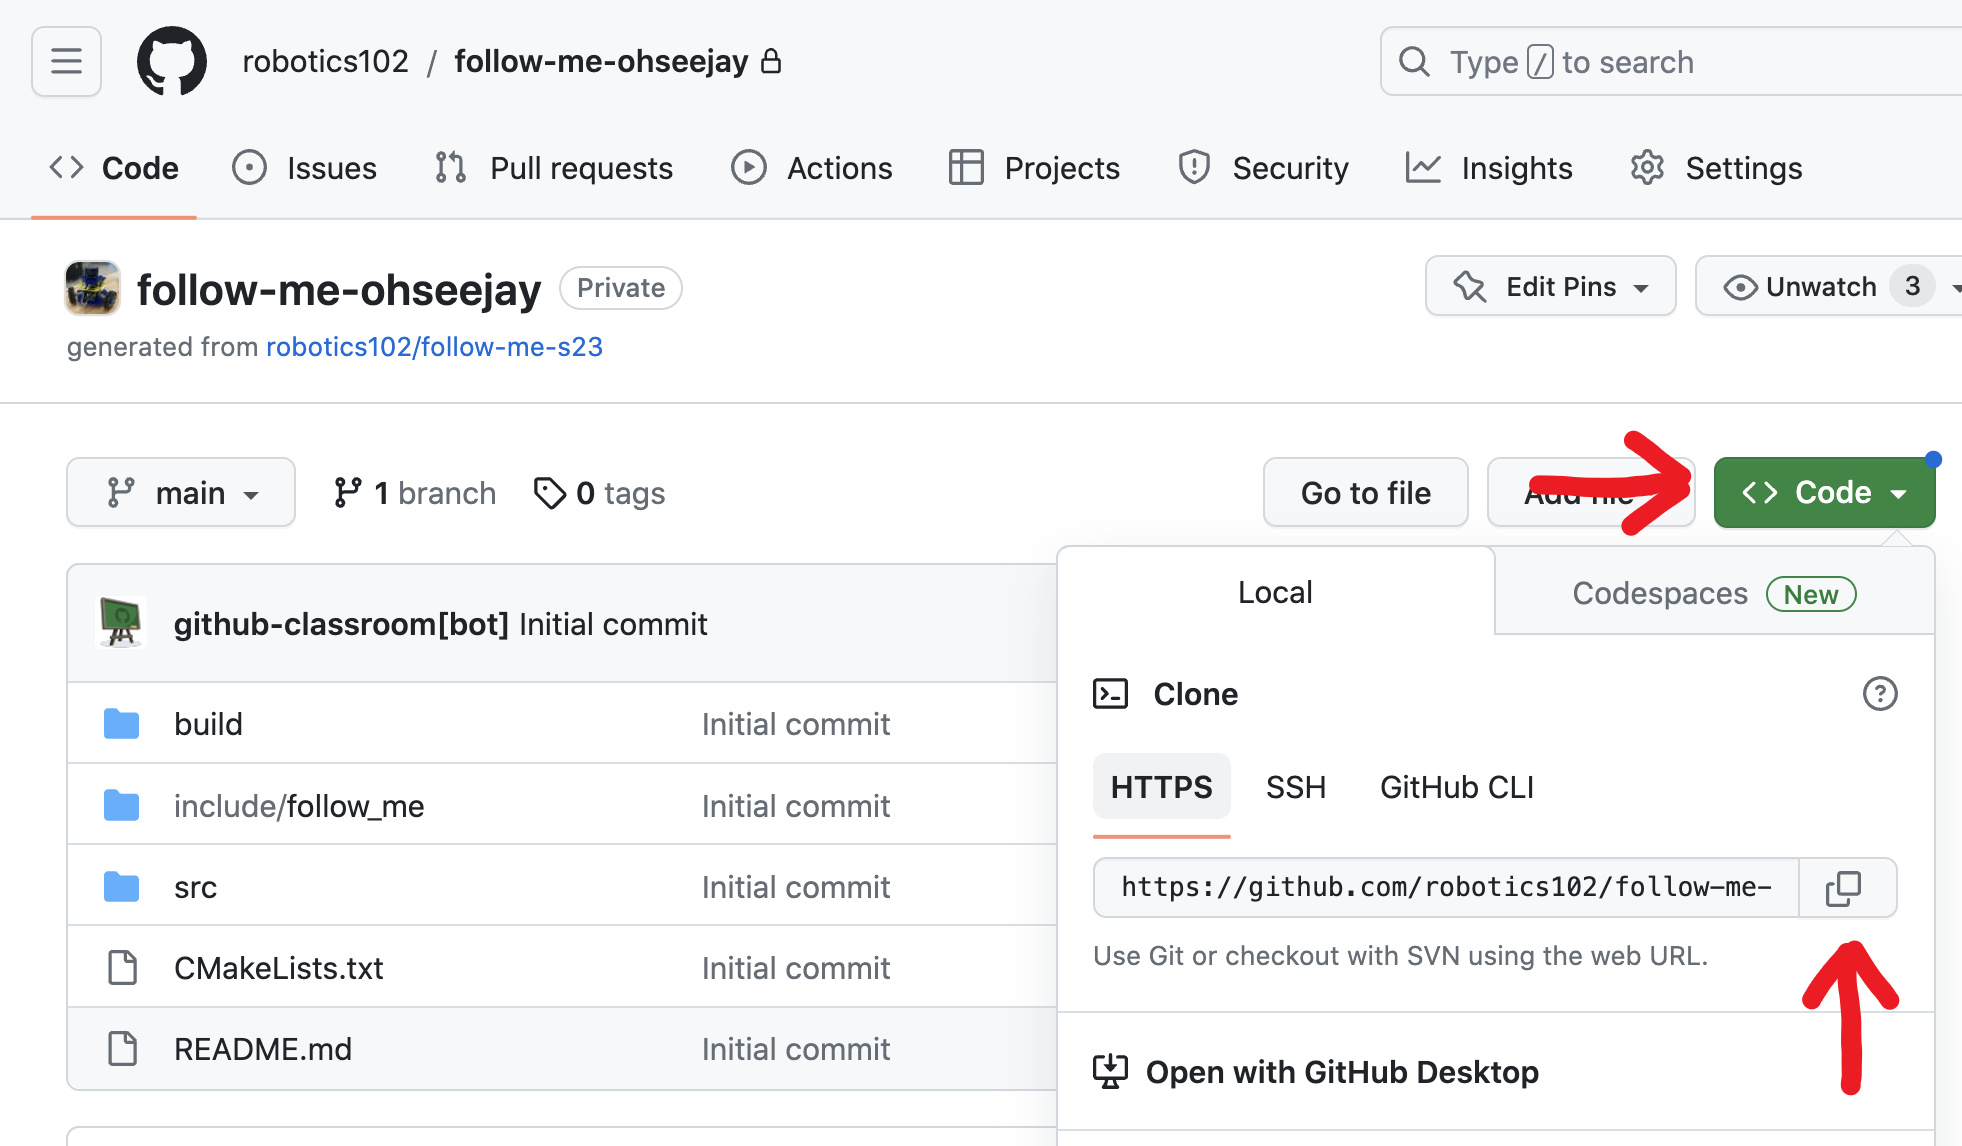 robotics102 / follow-me-ohseejay
Type / to search
Code Issues Pull requests Actions Projects Security Insights Settings
follow-me-ohseejay Private
Edit Pins Unwatch 3
generated from robotics102/follow-me-s23
main 1 branch 0 tags
Go to file Add file Code
github-classroom[bot] Initial commit
build Initial commit
include/follow_me Initial commit
src Initial commit
CMakeLists.txt Initial commit
README.md Initial commit
Local Codespaces New
Clone
HTTPS SSH GitHub CLI
https://github.com/robotics102/follow-me-
Use Git or checkout with SVN using the web URL.
Open with GitHub Desktop